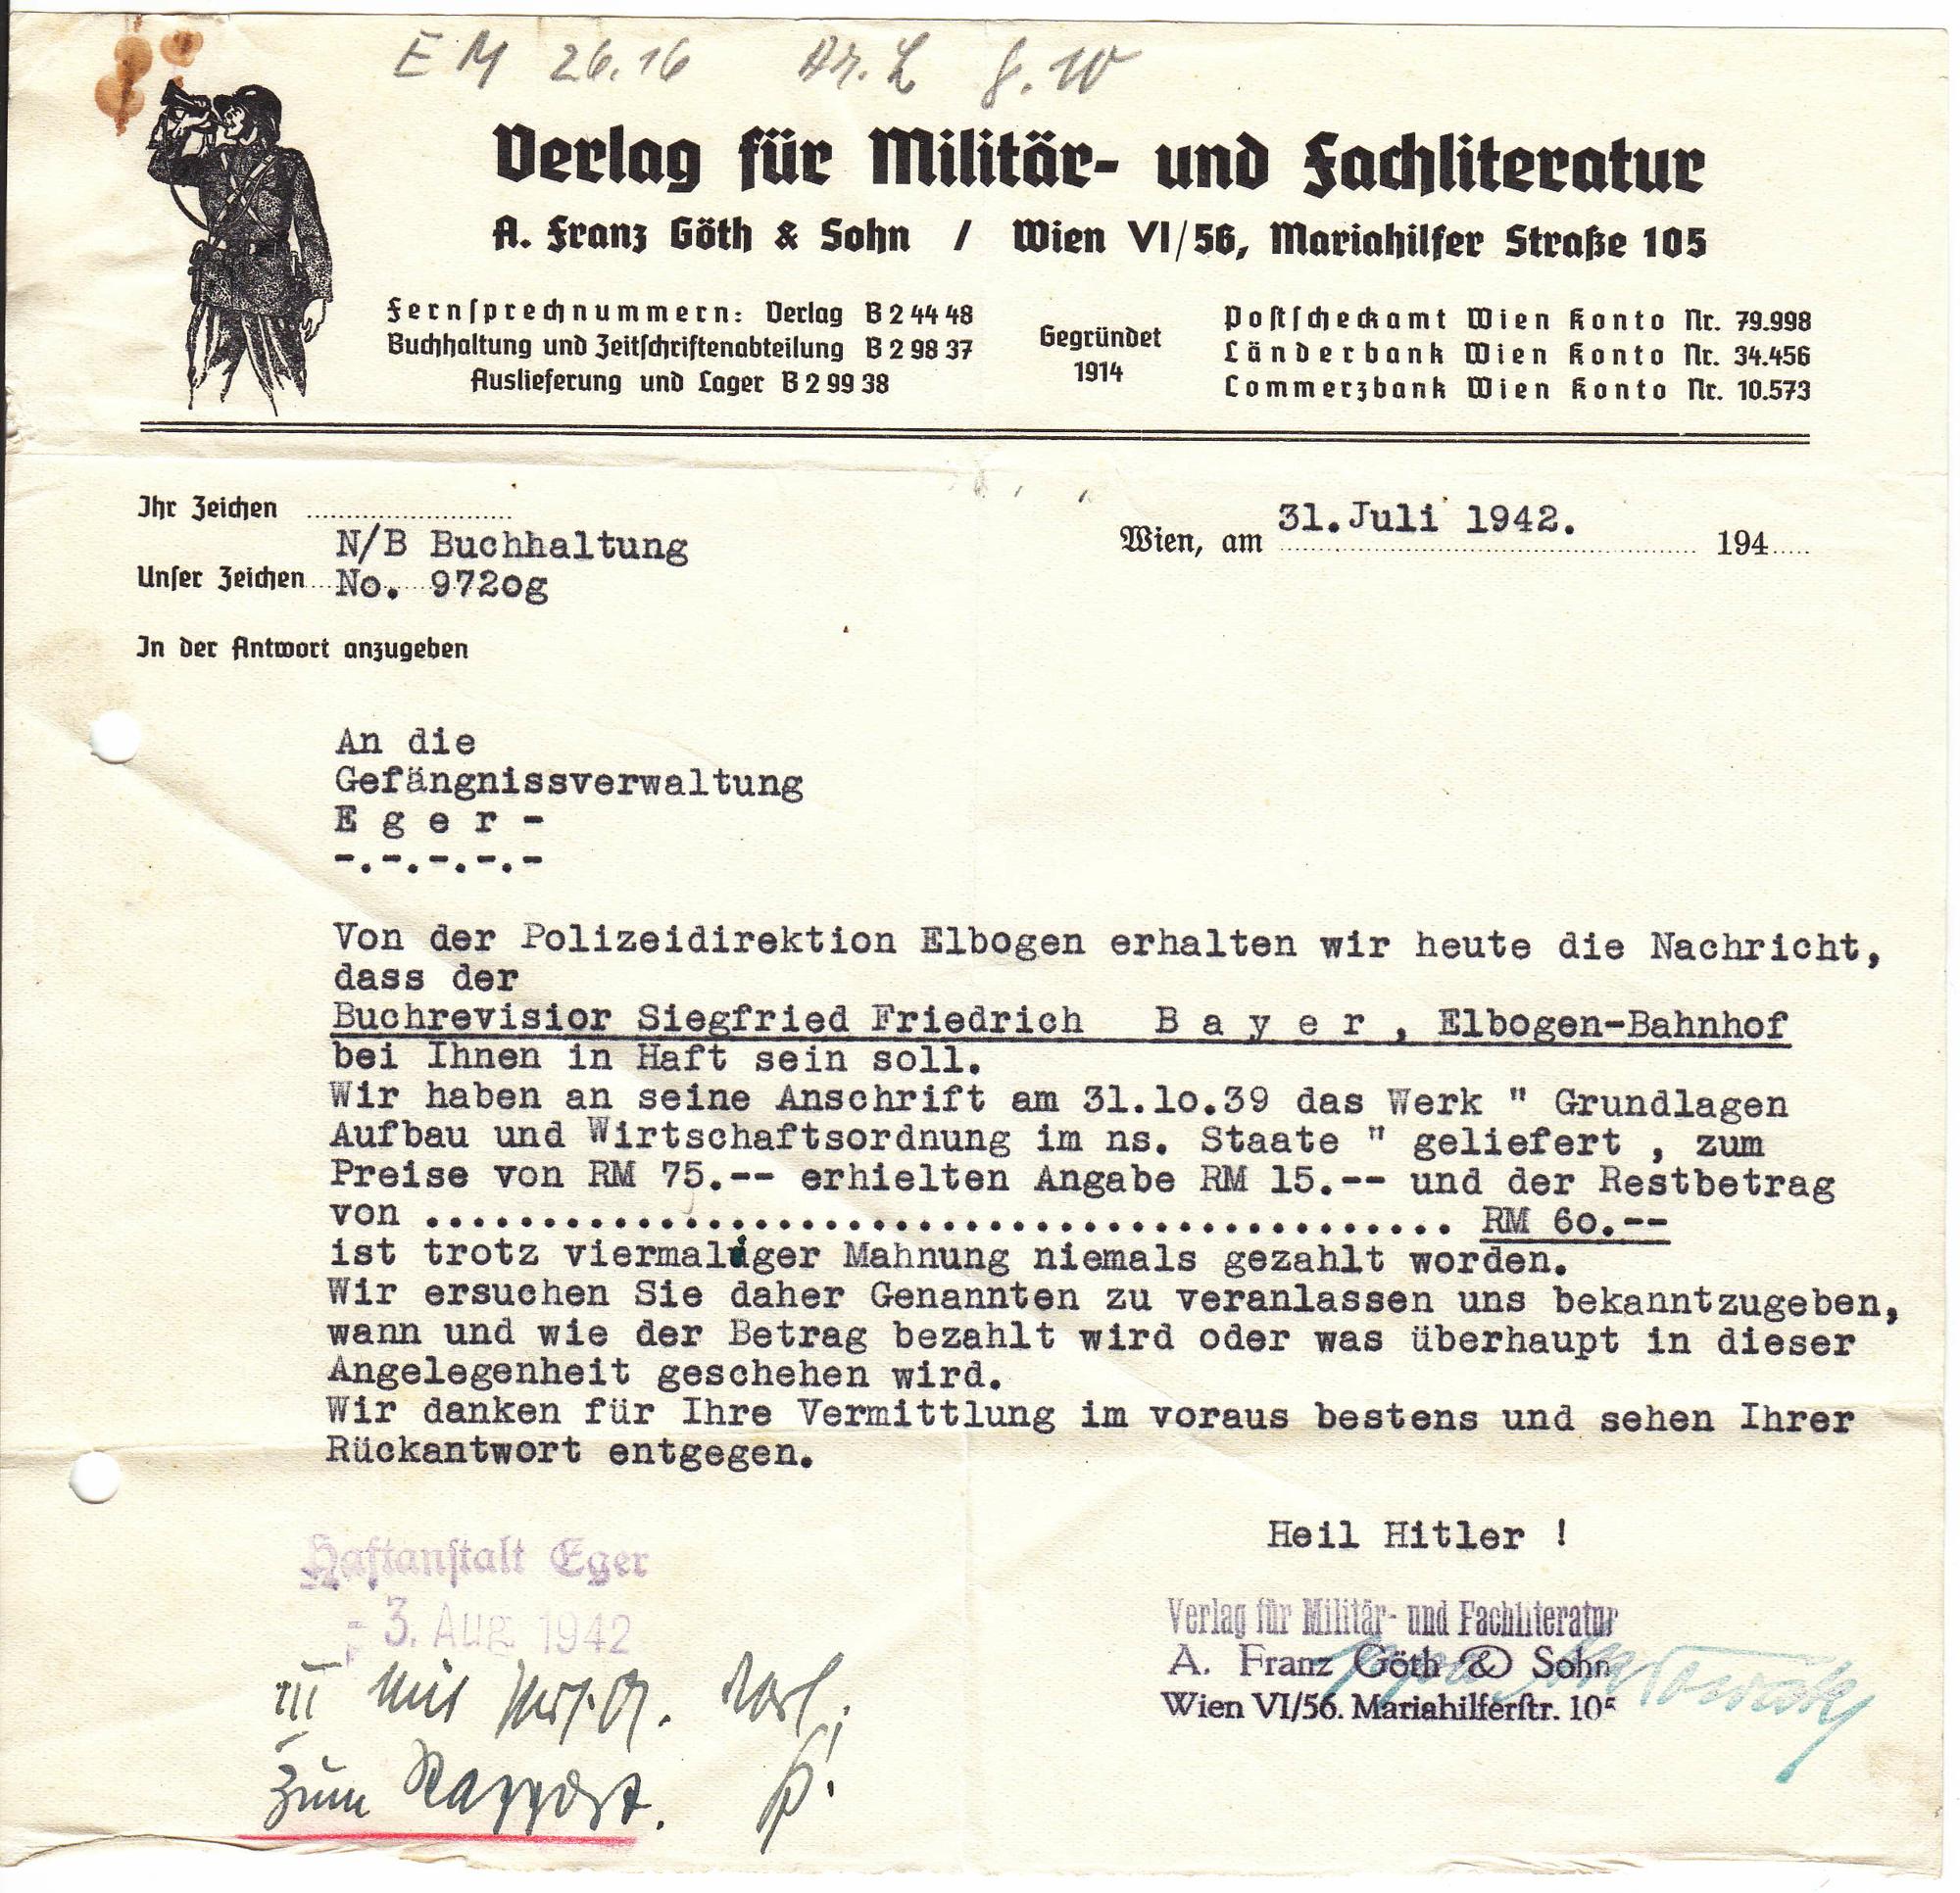 E M 26.16
Verlag für Militär- und Fachliteratur
A. Franz Göth & Sohn / Wien VI/56, Mariahilfer Straße 105
Fernsprechnummern: Verlag B 2 44 48
Buchhaltung und Zeitschriftenabteilung B 2 98 37
Auslieferung und Lager B 2 99 38
Gegründet
1914
Postscheckamt Wien Konto Nr. 79.998
Länderbank Wien Konto Nr. 34.456
Commerzbank Wien Konto Nr. 10.573
Ihr Zeichen
N/B Buchhaltung
Unser Zeichen No. 972og
In der Antwort anzugeben
Wien, am 31.Juli 1942. 194
An die
Gefängnissverwaltung
E g e r -
-.-.-.-.-
Von der Polizeidirektion Elbogen erhalten wir heute die Nachricht,
dass der
Buchrevisior Siegfried Friedrich B a y e r , Elbogen-Bahnhof
bei Ihnen in Haft sein soll.
Wir haben an seine Anschrift am 31.1o.39 das Werk " Grundlagen
Aufbau und Wirtschaftsordnung im ns. Staate " geliefert , zum
Preise von RM 75.-- erhielten Angabe RM 15.-- und der Restbetrag
von ............................................ RM 6o.--
ist trotz viermaliger Mahnung niemals gezahlt worden.
Wir ersuchen Sie daher Genannten zu veranlassen uns bekanntzugeben,
wann und wie der Betrag bezahlt wird oder was überhaupt in dieser
Angelegenheit geschehen wird.
Wir danken für Ihre Vermittlung im voraus bestens und sehen Ihrer
Rückantwort entgegen.
Heil Hitler !
Haftanstalt Eger
- 3. Aug. 1942
III mit
zum Rapport.
Verlag für Militär- und Fachliteratur
A. Franz Göth & Sohn
Wien VI/56. Mariahilferstr. 105